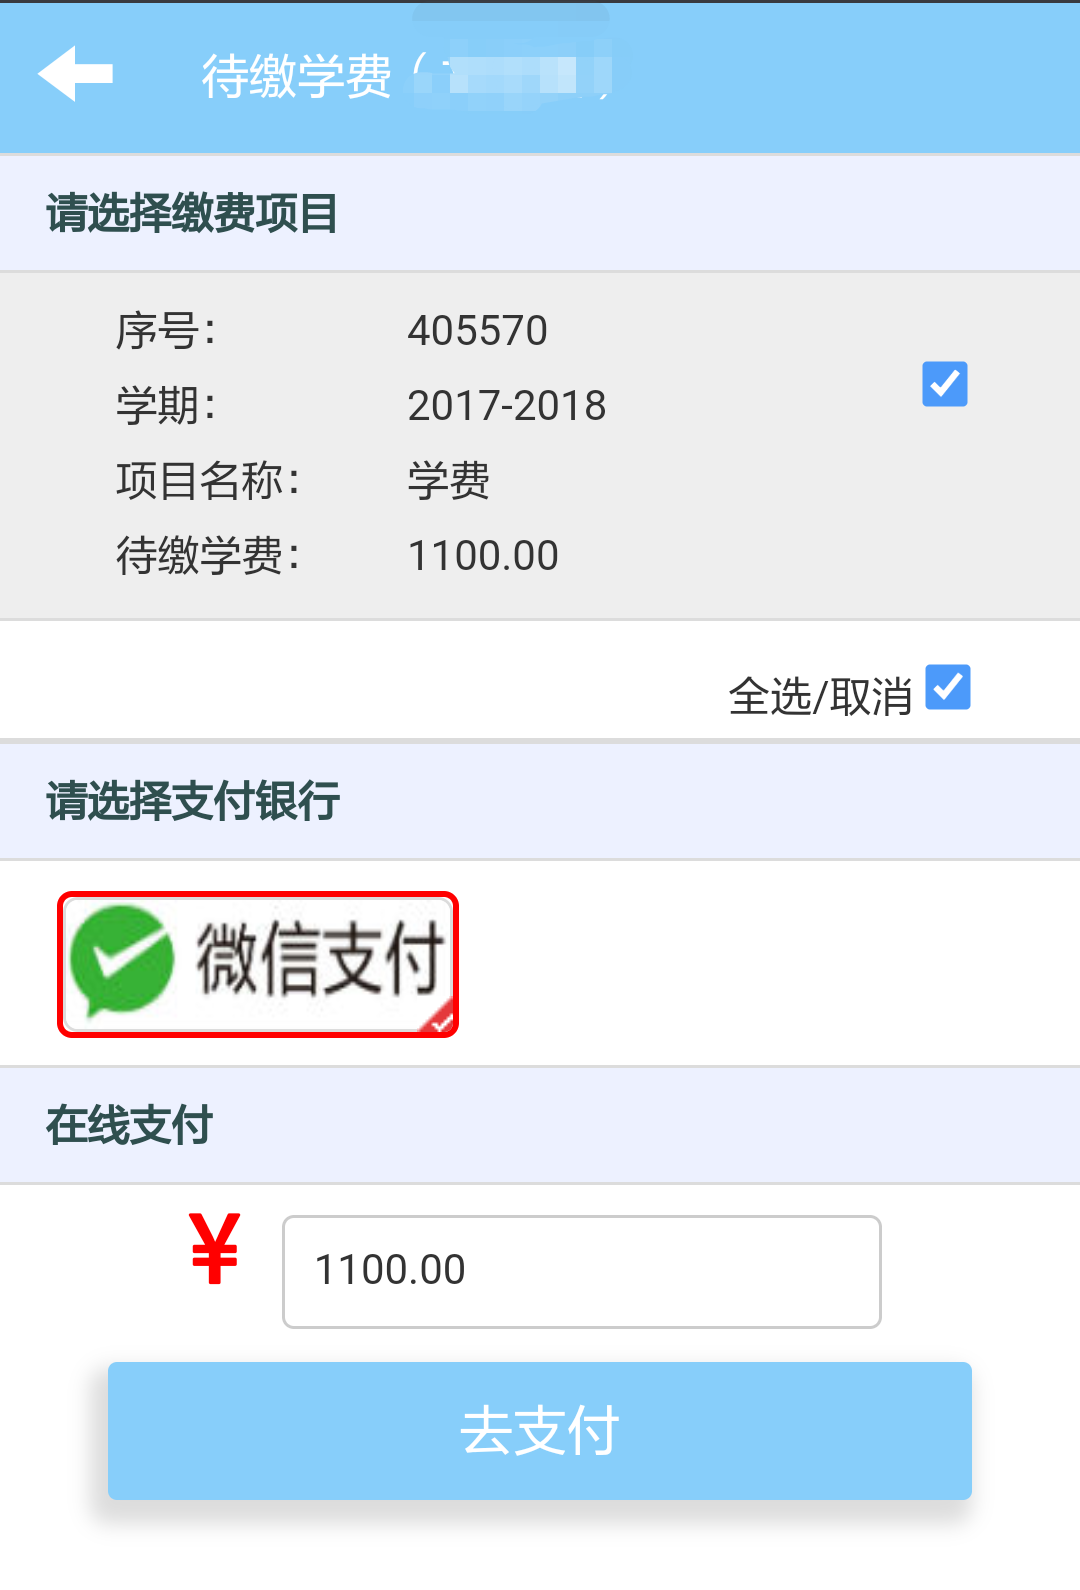 待缴学费（
请选择缴费项目
序号： 405570
学期： 2017-2018
项目名称： 学费
待缴学费： 1100.00
全选/取消
请选择支付银行
微信支付
在线支付
¥ 1100.00
去支付